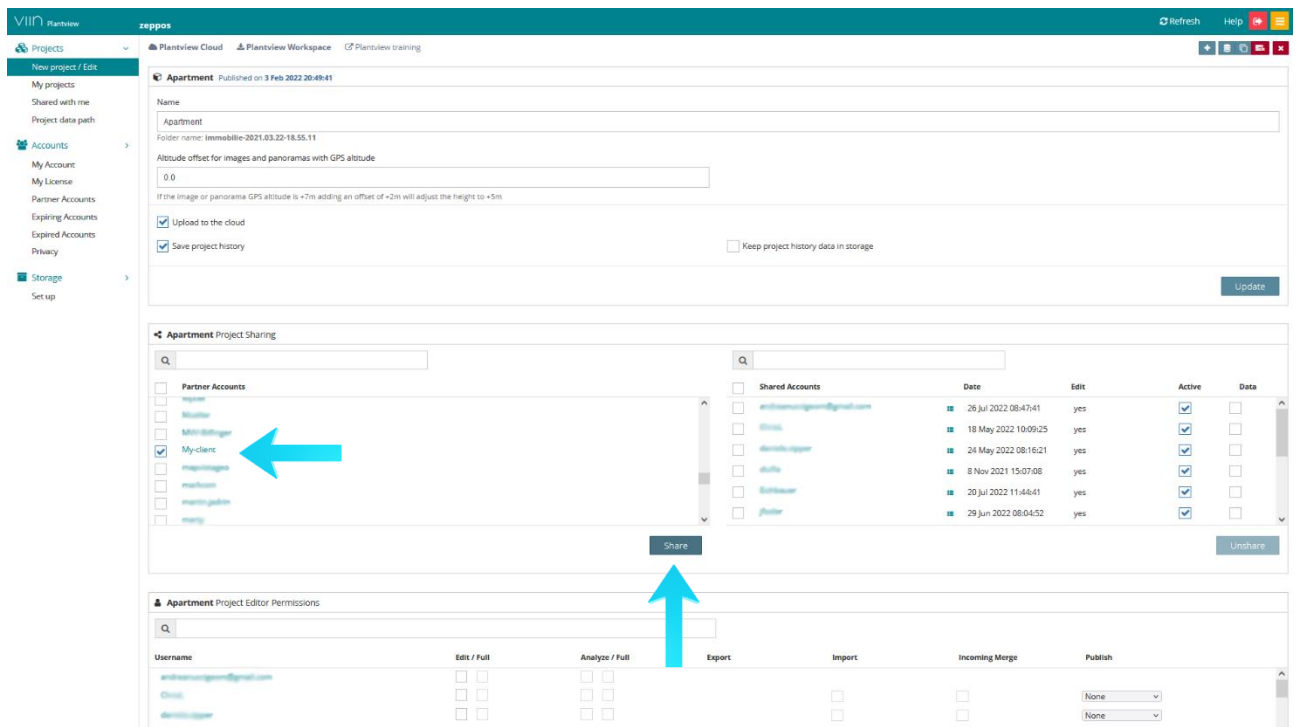 VIIN Plantview
zeppos
Refresh Help
Projects
New project / Edit
My projects
Shared with me
Project data path
Accounts
My Account
My License
Partner Accounts
Expiring Accounts
Expired Accounts
Privacy
Storage
Set up
Plantview Cloud Plantview Workspace Plantview training
Apartment Published on 3 Feb 2022 20:49:41
Name
Apartment
Folder name: immobilie-2021.03.22-18.55.11
Altitude offset for images and panoramas with GPS altitude
0.0
If the image or panorama GPS altitude is +7m adding an offset of -2m will adjust the height to +5m
Upload to the cloud
Save project history Keep project history data in storage
Update
Apartment Project Sharing
Partner Accounts
My-client
Share
Shared Accounts Date Edit Active Data
26 Jul 2022 08:47:41 yes
18 May 2022 10:09:25 yes
24 May 2022 08:16:21 yes
8 Nov 2021 15:07:08 yes
20 Jul 2022 11:44:41 yes
29 Jun 2022 08:04:52 yes
Unshare
Apartment Project Editor Permissions
Username Edit / Full Analyze / Full Export Import Incoming Merge Publish
None
None